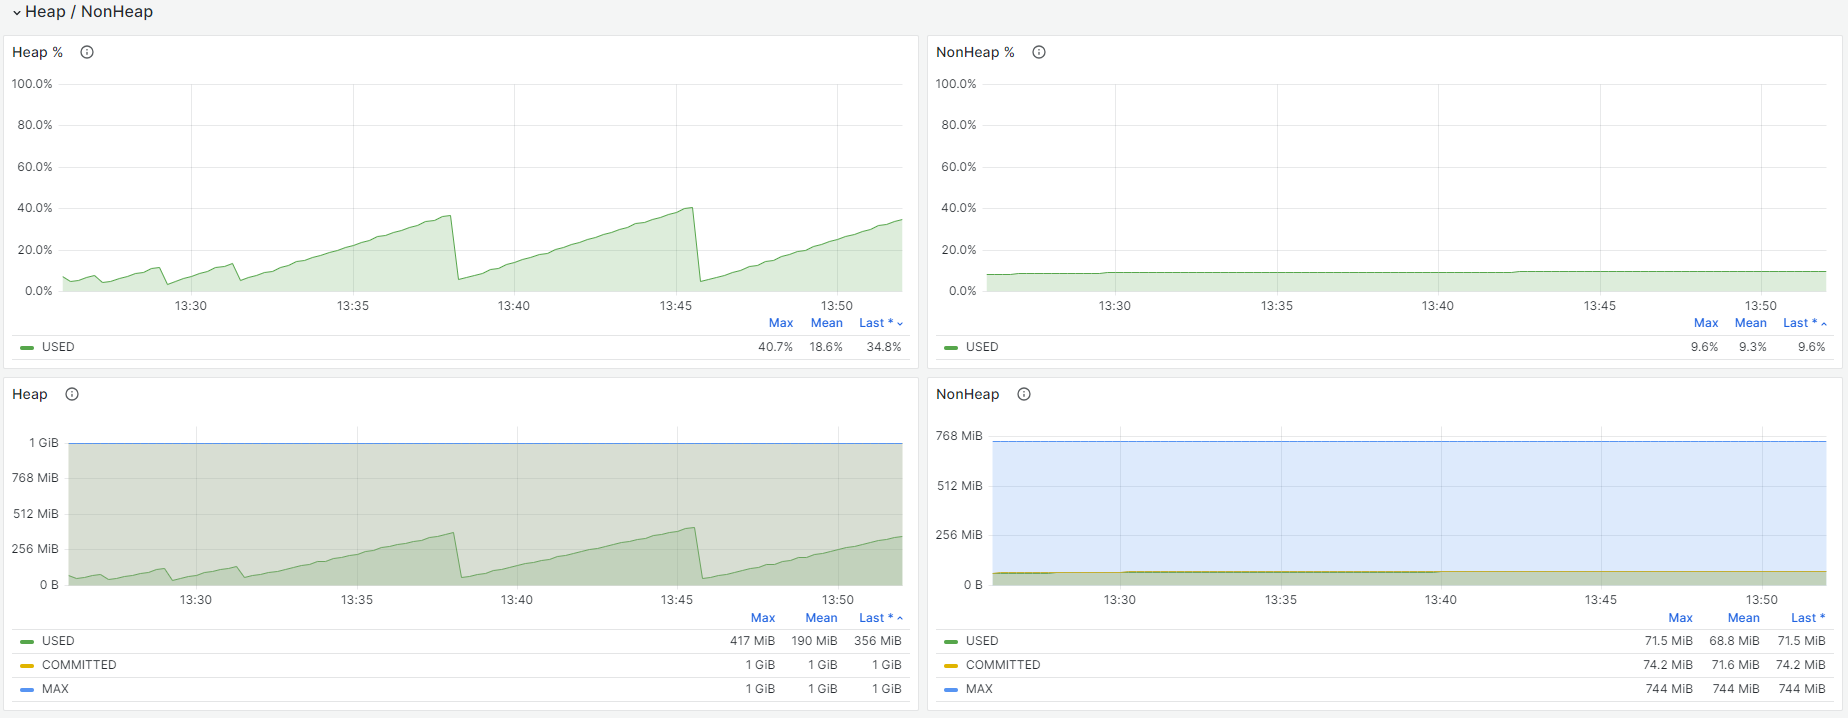 Heap / NonHeap
Heap %
100.0%
80.0%
60.0%
40.0%
20.0%
0.0%
13:30 13:35 13:40 13:45 13:50
Max Mean Last *
USED 40.7% 18.6% 34.8%
NonHeap %
100.0%
80.0%
60.0%
40.0%
20.0%
0.0%
13:30 13:35 13:40 13:45 13:50
Max Mean Last *
USED 9.6% 9.3% 9.6%
Heap
1 GiB
768 MiB
512 MiB
256 MiB
0 B
13:30 13:35 13:40 13:45 13:50
Max Mean Last *
USED 417 MiB 190 MiB 356 MiB
COMMITTED 1 GiB 1 GiB 1 GiB
MAX 1 GiB 1 GiB 1 GiB
NonHeap
768 MiB
512 MiB
256 MiB
0 B
13:30 13:35 13:40 13:45 13:50
Max Mean Last *
USED 71.5 MiB 68.8 MiB 71.5 MiB
COMMITTED 74.2 MiB 71.6 MiB 74.2 MiB
MAX 744 MiB 744 MiB 744 MiB